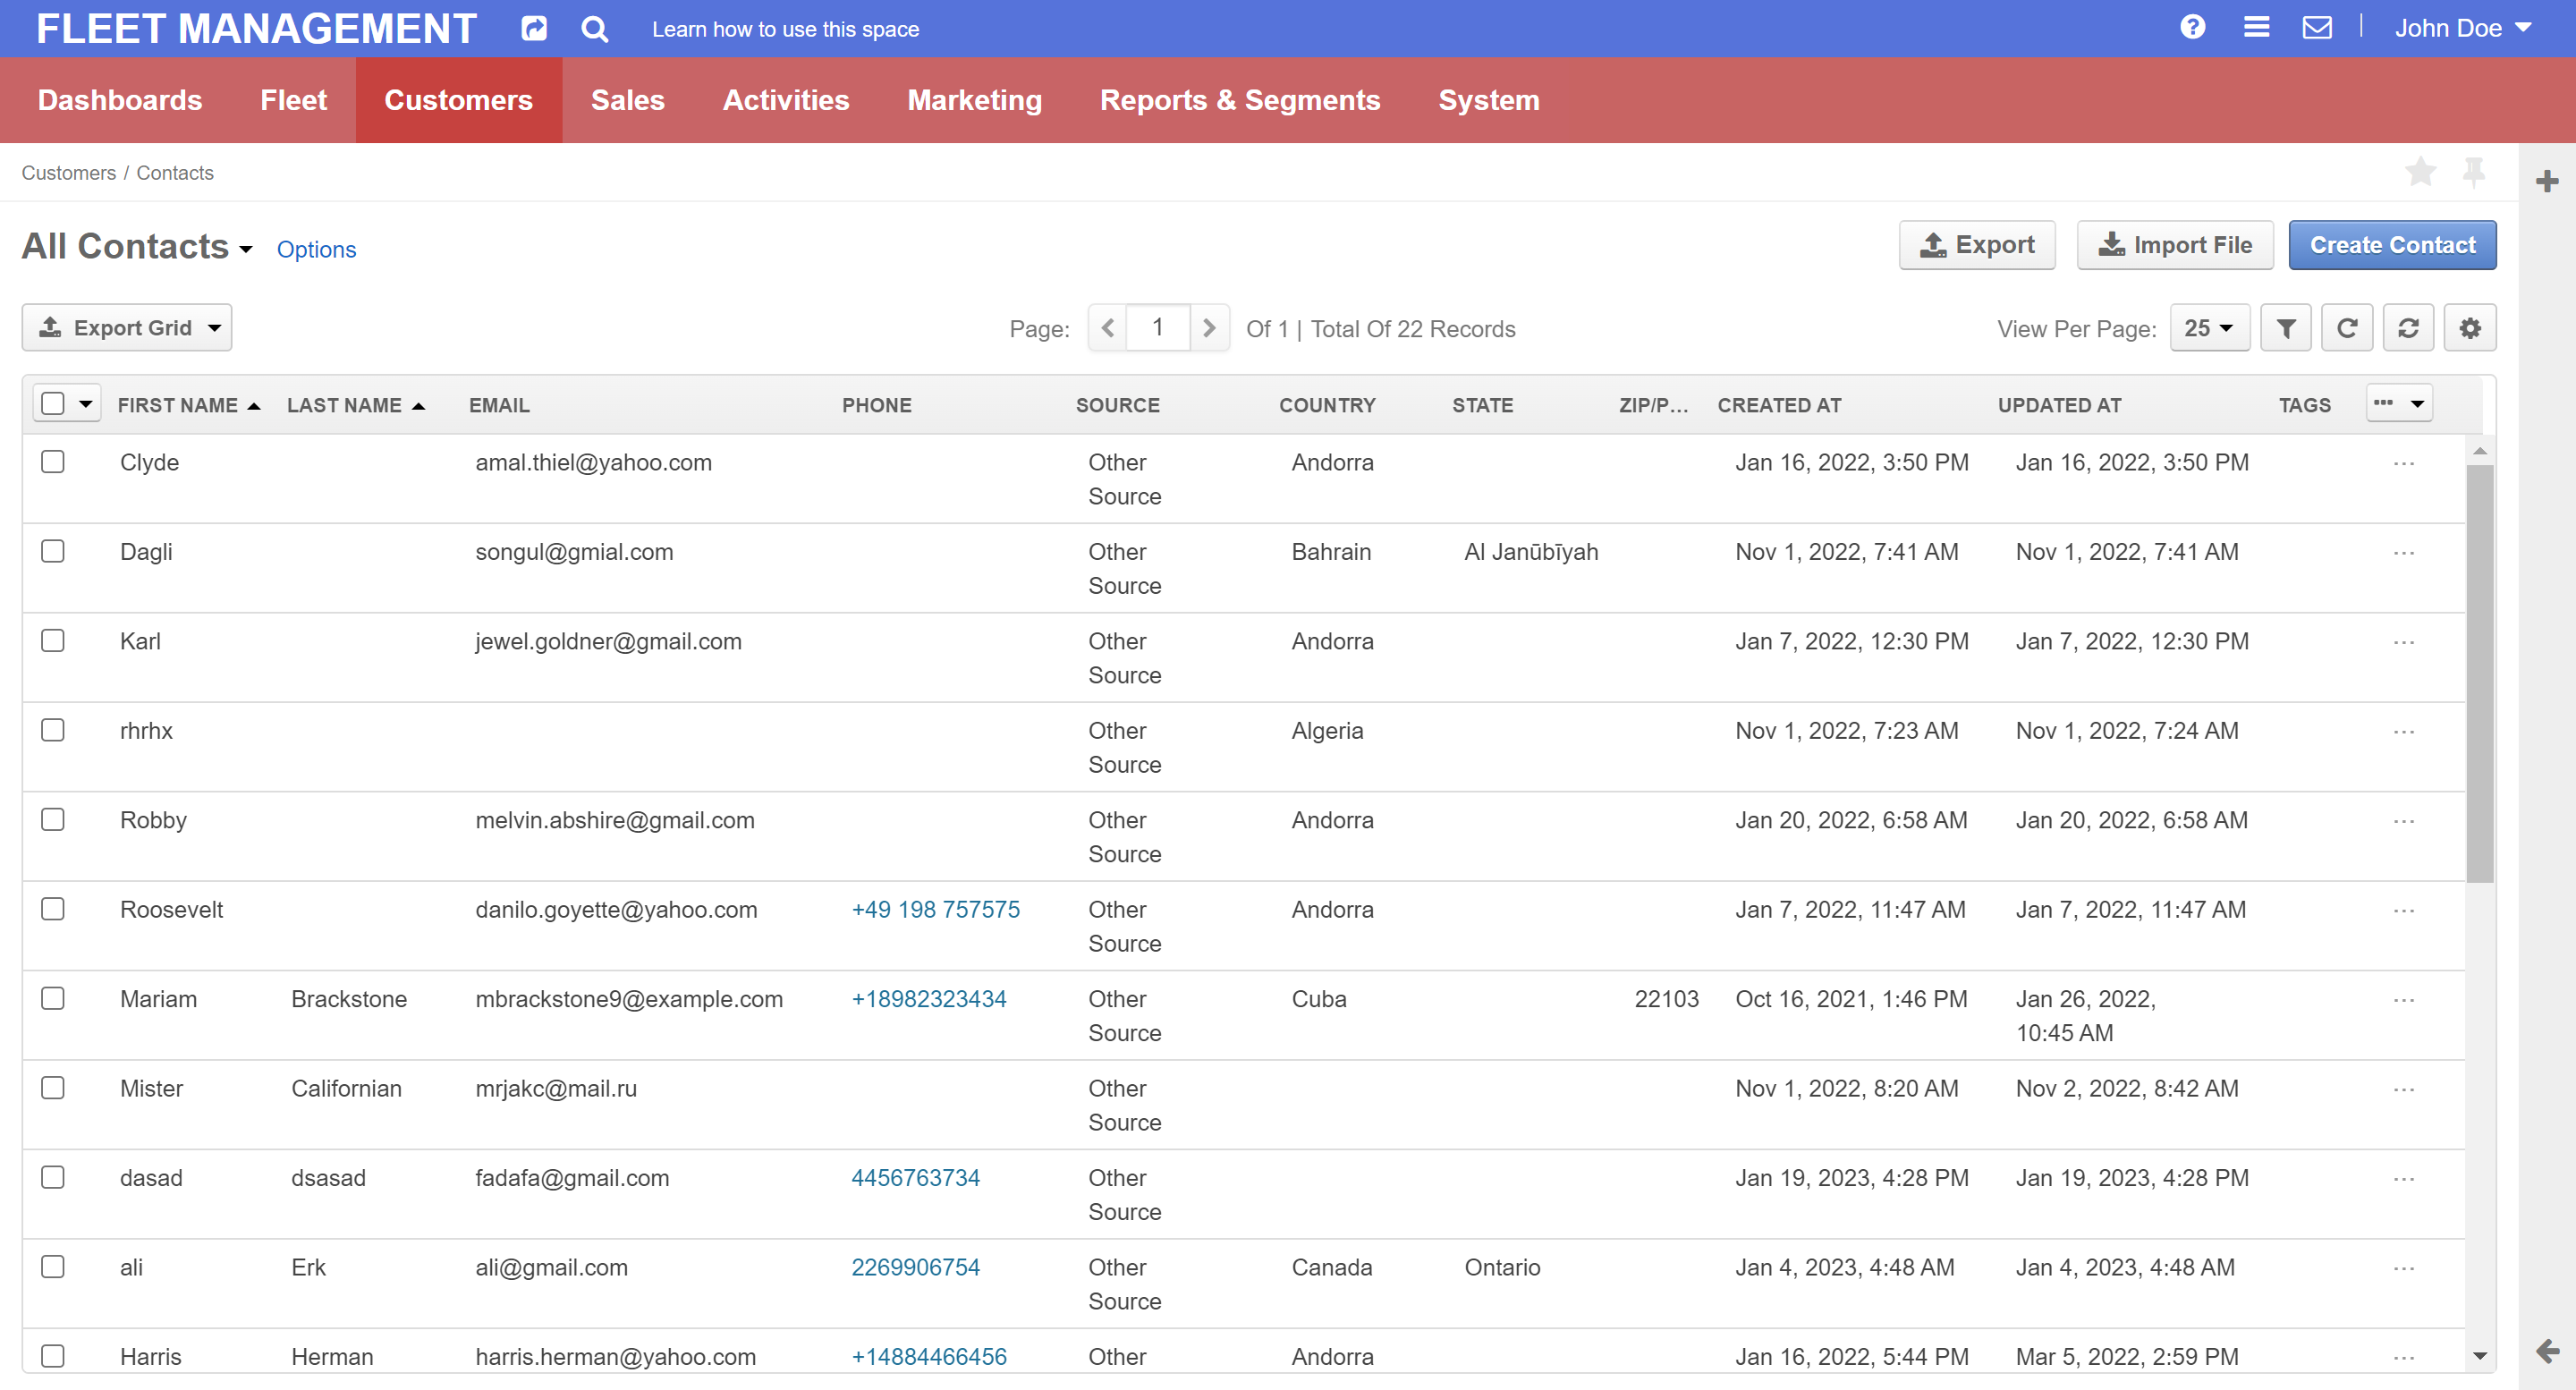 FLEET MANAGEMENT Learn how to use this space John Doe
Dashboards Fleet Customers Sales Activities Marketing Reports & Segments System
Customers / Contacts
All Contacts Options Export Import File Create Contact
Export Grid Page: 1 Of 1 | Total Of 22 Records View Per Page: 25
FIRST NAME LAST NAME EMAIL PHONE SOURCE COUNTRY STATE ZIP/P... CREATED AT UPDATED AT TAGS
Clyde amal.thiel@yahoo.com Other Andorra Jan 16, 2022, 3:50 PM Jan 16, 2022, 3:50 PM ...
Source
Dagli songul@gmial.com Other Bahrain Al Janūbīyah Nov 1, 2022, 7:41 AM Nov 1, 2022, 7:41 AM ...
Source
Karl jewel.goldner@gmail.com Other Andorra Jan 7, 2022, 12:30 PM Jan 7, 2022, 12:30 PM ...
Source
rhrhx Other Algeria Nov 1, 2022, 7:23 AM Nov 1, 2022, 7:24 AM ...
Source
Robby melvin.abshire@gmail.com Other Andorra Jan 20, 2022, 6:58 AM Jan 20, 2022, 6:58 AM ...
Source
Roosevelt danilo.goyette@yahoo.com +49 198 757575 Other Andorra Jan 7, 2022, 11:47 AM Jan 7, 2022, 11:47 AM ...
Source
Mariam Brackstone mbrackstone9@example.com +18982323434 Other Cuba 22103 Oct 16, 2021, 1:46 PM Jan 26, 2022, ...
Source 10:45 AM
Mister Californian mrjakc@mail.ru Other Nov 1, 2022, 8:20 AM Nov 2, 2022, 8:42 AM ...
Source
dasad dsasad fadafa@gmail.com 4456763734 Other Jan 19, 2023, 4:28 PM Jan 19, 2023, 4:28 PM ...
Source
ali Erk ali@gmail.com 2269906754 Other Canada Ontario Jan 4, 2023, 4:48 AM Jan 4, 2023, 4:48 AM ...
Source
Harris Herman harris.herman@yahoo.com +14884466456 Other Andorra Jan 16, 2022, 5:44 PM Mar 5, 2022, 2:59 PM ...